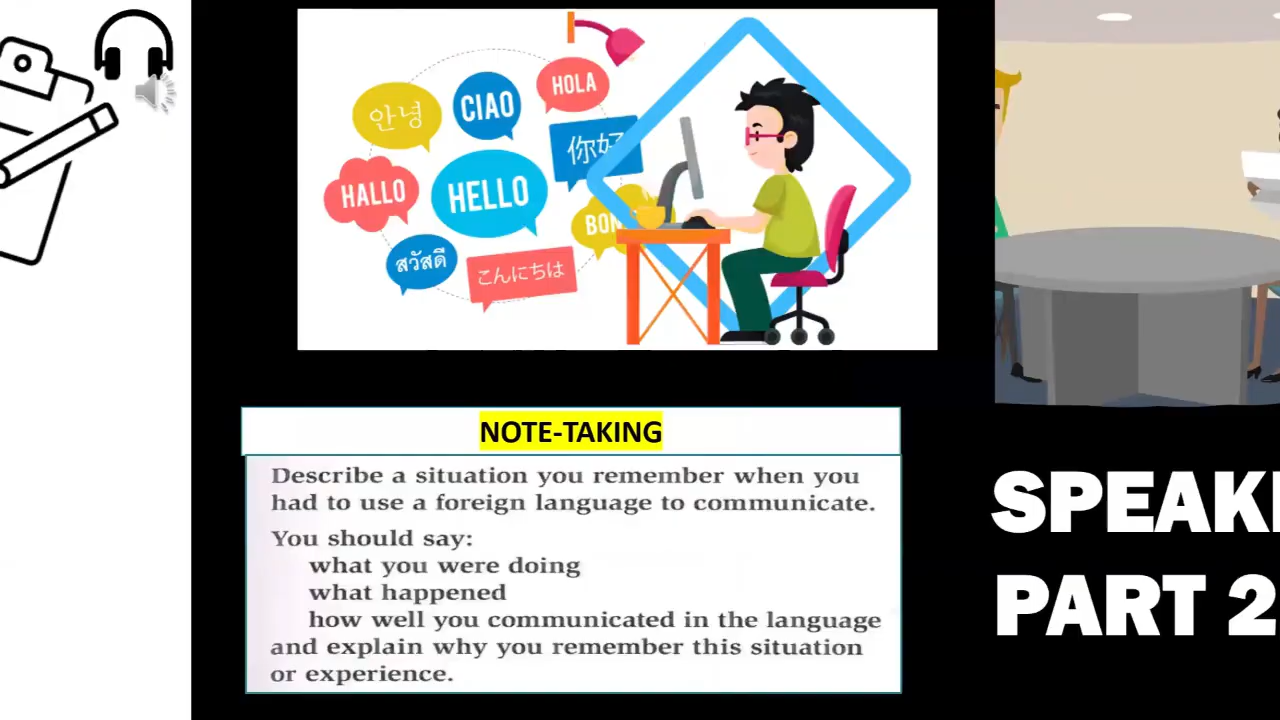 안녕
CIAO
HOLA
你好
HALLO
HELLO
สวัสดี
こんにちは
NOTE-TAKING
Describe a situation you remember when you
had to use a foreign language to communicate.
You should say:
what you were doing
what happened
how well you communicated in the language
and explain why you remember this situation
or experience.
SPEAKI
PART 2